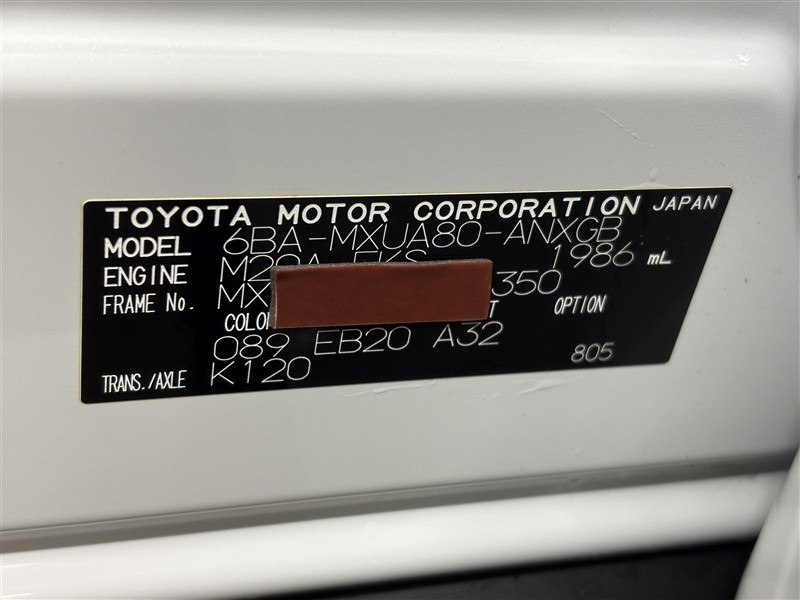 TOYOTA MOTOR CORPORATION JAPAN
MODEL 6BA-MXUA80-ANXGB
ENGINE 1986 mL
FRAME No. MX 350
OPTION
089 EB20 A32
TRANS./AXLE K120 805